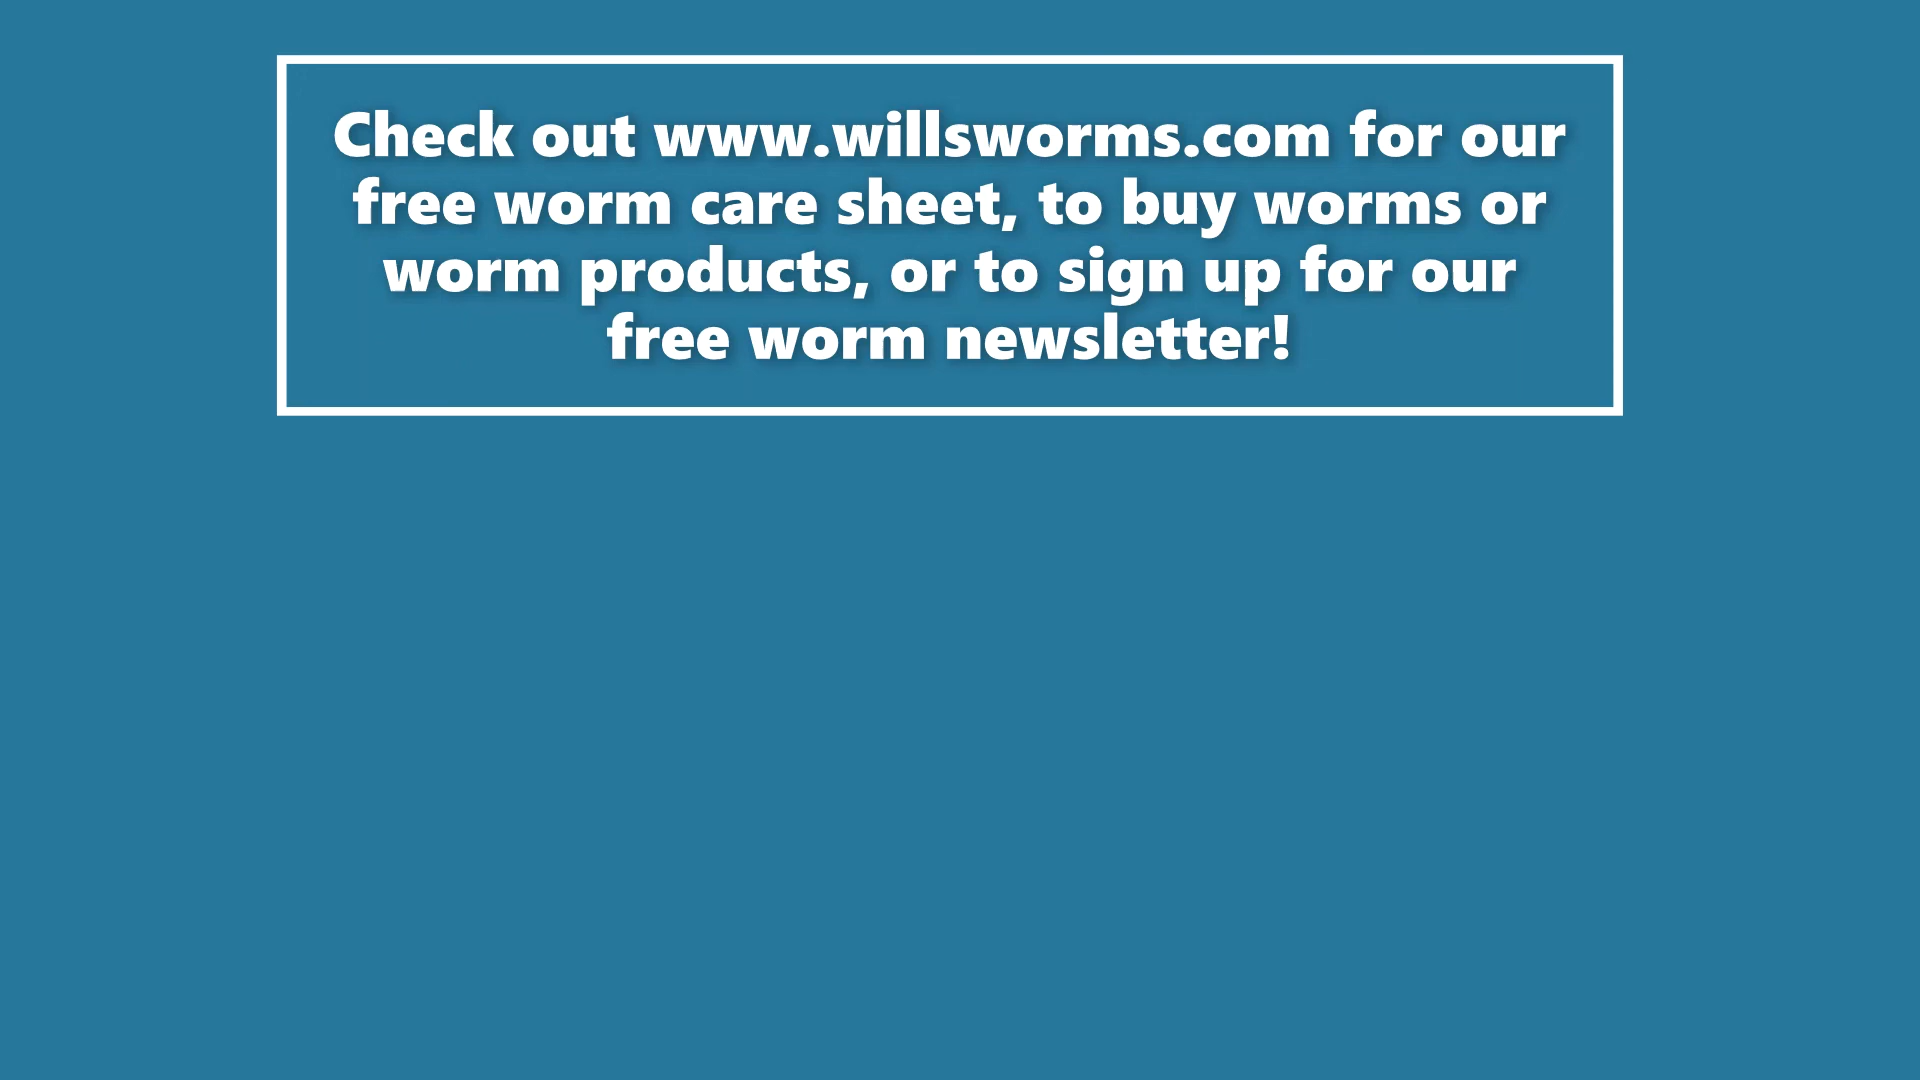 Check out www.willsworms.com for our
free worm care sheet, to buy worms or
worm products, or to sign up for our
free worm newsletter!